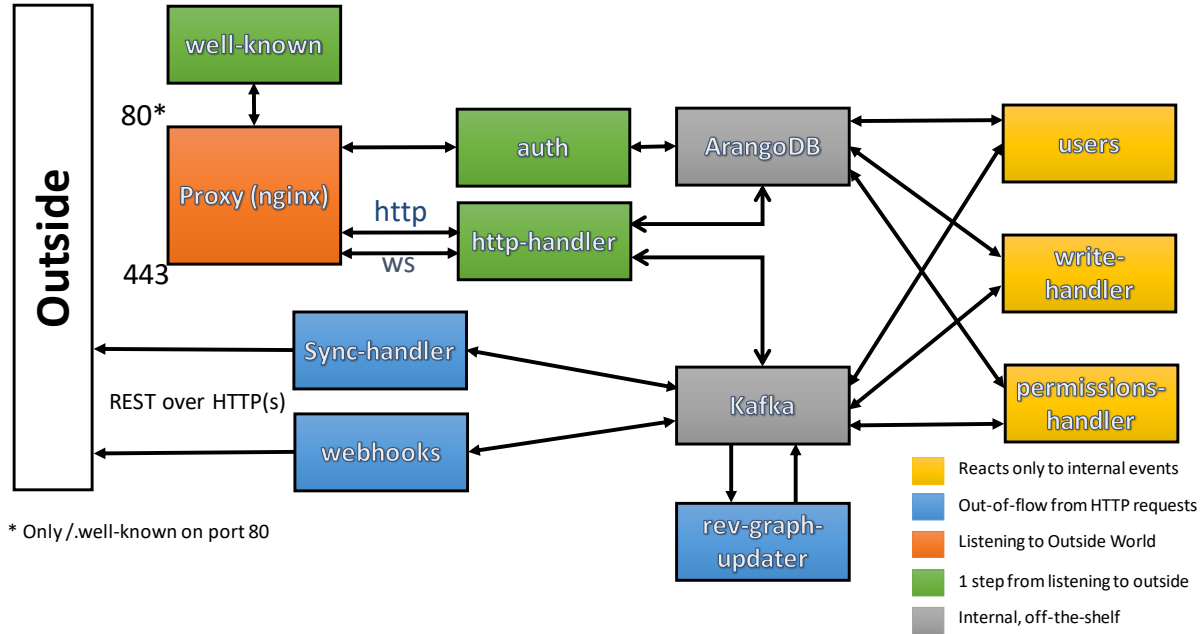 Outside
well-known
80*
Proxy (nginx)
443
auth
http
ws
http-handler
ArangoDB
users
write-
handler
permissions-
handler
Sync-handler
REST over HTTP(s)
webhooks
Kafka
rev-graph-
updater
* Only /.well-known on port 80
Reacts only to internal events
Out-of-flow from HTTP requests
Listening to Outside World
1 step from listening to outside
Internal, off-the-shelf